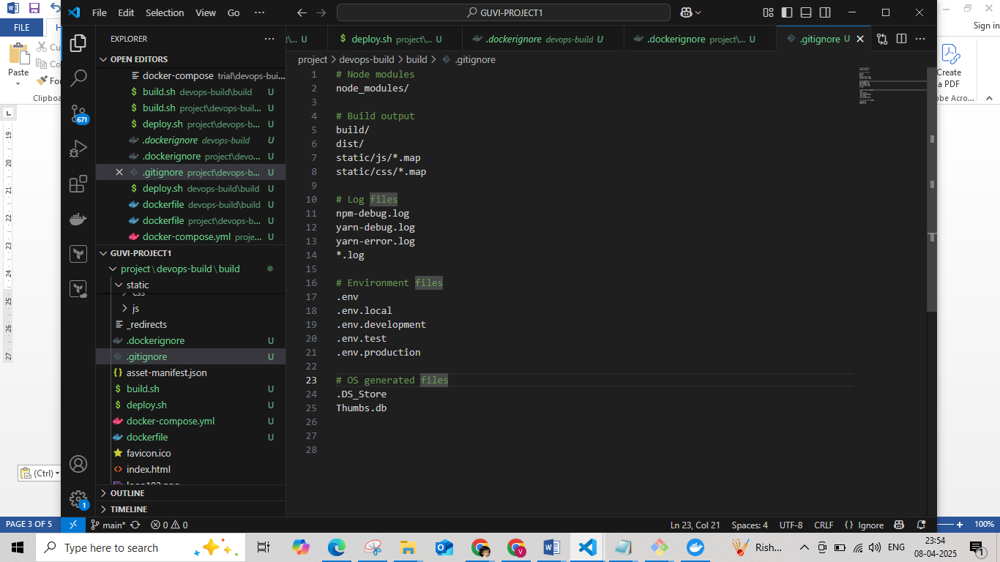 FILE
H
Sign in
Paste
Cu
Co
For
Clipboa
Create
a PDF
obe Acro...
L
19
20
21
22
23
24
25
26
27
(Ctrl)
PAGE 3 OF 5
100%
File Edit Selection View Go ...
GUVI-PROJECT1
EXPLORER
OPEN EDITORS
docker-compose trial\devops-bui...
build.sh devops-build\build U
build.sh project\devops-buil... U
deploy.sh project\devops-b... U
.dockerignore devops-build U
.dockerignore project\devo... U
.gitignore project\devops-b... U
deploy.sh devops-build\build U
dockerfile devops-build\build U
dockerfile project\devops-b... U
docker-compose.yml proje... U
GUVI-PROJECT1
project\devops-build\build
static
css
js
_redirects
.dockerignore U
.gitignore U
asset-manifest.json
build.sh U
deploy.sh U
docker-compose.yml U
dockerfile U
favicon.ico
index.html
OUTLINE
TIMELINE
671
1
t\... U
deploy.sh project\... U
.dockerignore devops-build U
.dockerignore project\... U
.gitignore U
project > devops-build > build > .gitignore
1 # Node modules
2 node_modules/
3
4 # Build output
5 build/
6 dist/
7 static/js/*.map
8 static/css/*.map
9
10 # Log files
11 npm-debug.log
12 yarn-debug.log
13 yarn-error.log
14 *.log
15
16 # Environment files
17 .env
18 .env.local
19 .env.development
20 .env.test
21 .env.production
22
23 # OS generated files
24 .DS_Store
25 Thumbs.db
26
27
28
main* 0 0
Ln 23, Col 21 Spaces: 4 UTF-8 CRLF {} Ignore
Type here to search
Rish...
ENG
23:54
08-04-2025
1